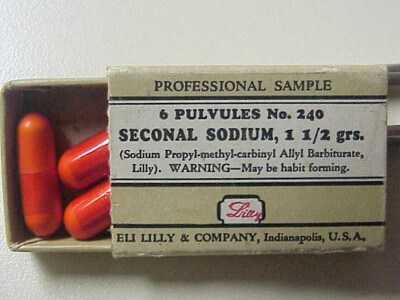 PROFESSIONAL SAMPLE
6 PULVULES No. 240
SECONAL SODIUM, 1 1/2 grs.
(Sodium Propyl-methyl-carbinyl Allyl Barbiturate,
Lilly). WARNING—May be habit forming.
Lilly
ELI LILLY & COMPANY, Indianapolis, U.S.A.